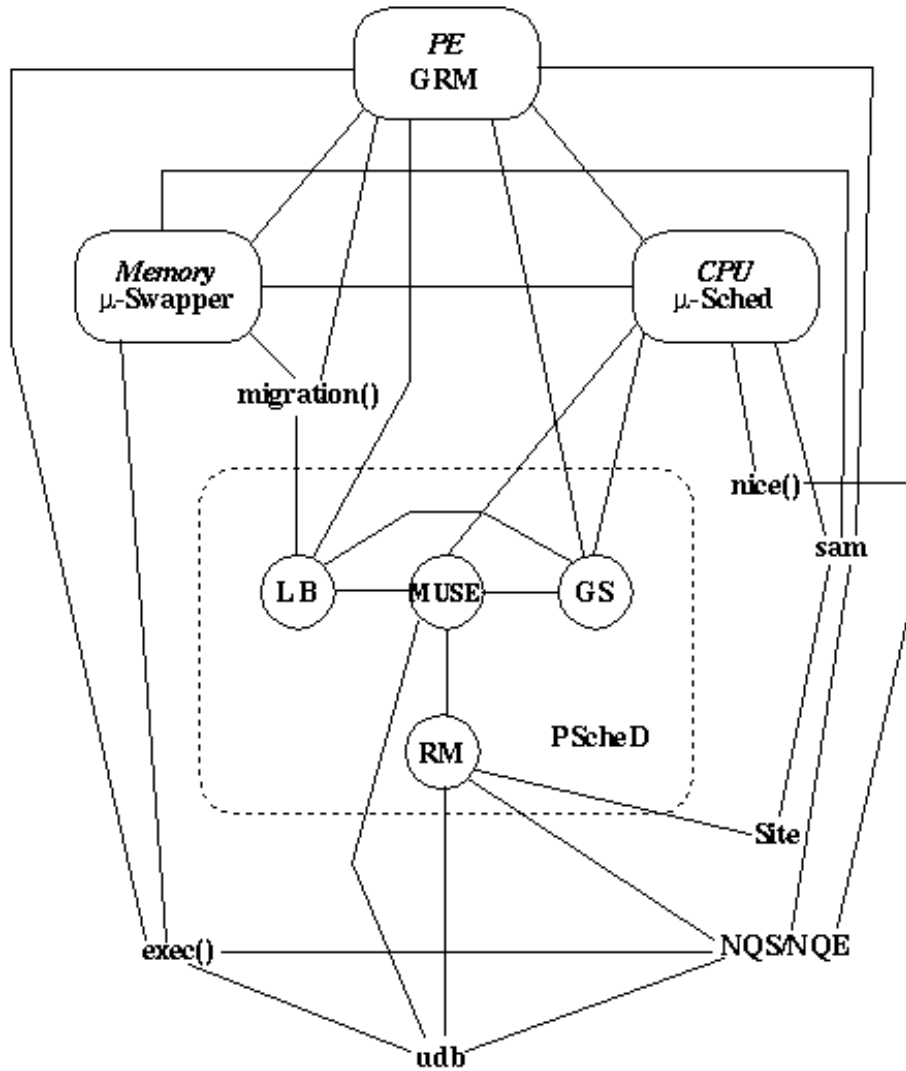 PE
GRM
Memory
μ-Swapper
CPU
μ-Sched
migration()
nice()
sam
LB
MUSE
GS
PScheD
RM
Site
exec()
NQS/NQE
udb